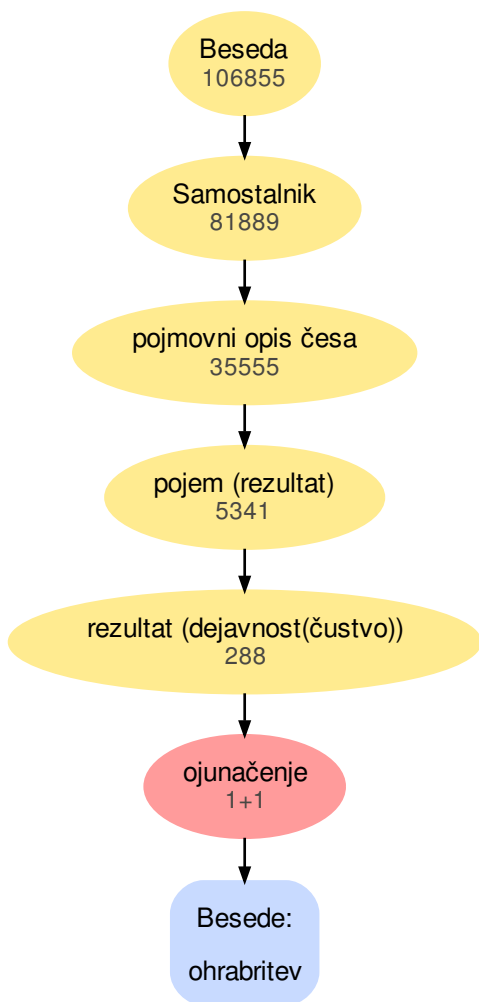 Beseda
106855
Samostalnik
81889
pojmovni opis česa
35555
pojem (rezultat)
5341
rezultat (dejavnost(čustvo))
288
ojunačenje
1+1
Besede:
ohrabritev